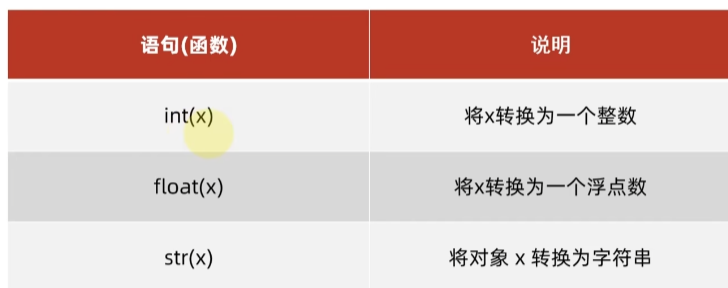 语句(函数) 说明
int(x) 将x转换为一个整数
float(x) 将x转换为一个浮点数
str(x) 将对象 x 转换为字符串